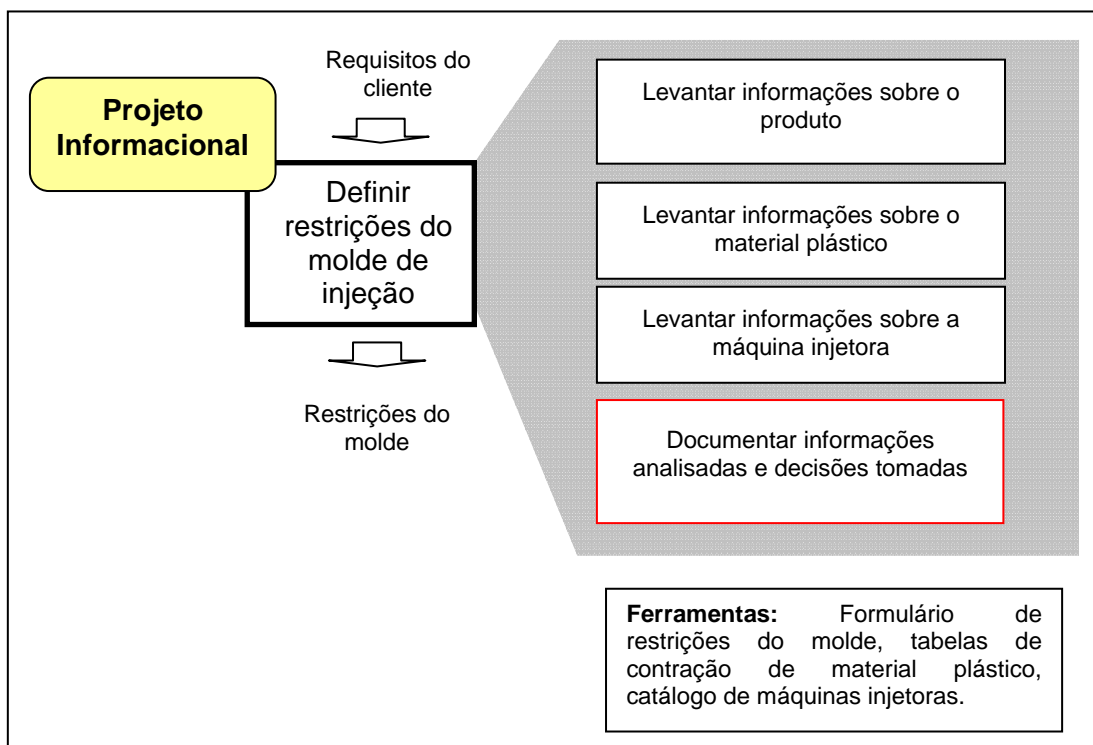 Projeto
Informacional
Requisitos do
cliente
Definir
restrições do
molde de
injeção
Restrições do
molde
Levantar informações sobre o
produto
Levantar informações sobre o
material plástico
Levantar informações sobre a
máquina injetora
Documentar informações
analisadas e decisões tomadas
Ferramentas: Formulário de
restrições do molde, tabelas de
contração de material plástico,
catálogo de máquinas injetoras.